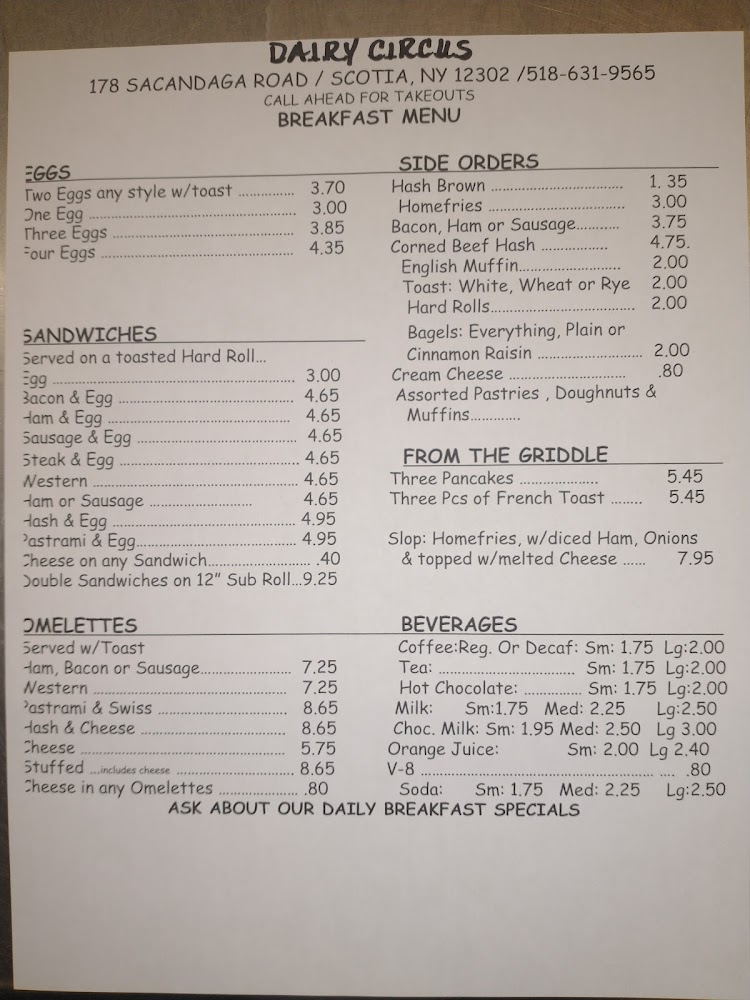 DAIRY CIRCUS
178 SACANDAGA ROAD / SCOTIA, NY 12302 /518-631-9565
CALL AHEAD FOR TAKEOUTS
BREAKFAST MENU
EGGS
Two Eggs any style w/toast .............. 3.70
One Egg .......................................................... 3.00
Three Eggs .................................................... 3.85
Four Eggs ....................................................... 4.35
SANDWICHES
Served on a toasted Hard Roll...
Egg .................................................................... 3.00
Bacon & Egg ................................................. 4.65
Ham & Egg .................................................... 4.65
Sausage & Egg ............................................. 4.65
Steak & Egg .................................................. 4.65
Western .......................................................... 4.65
Ham or Sausage ............................. 4.65
Hash & Egg ................................................... 4.95
Pastrami & Egg............................................. 4.95
Cheese on any Sandwich............................. .40
Double Sandwiches on 12" Sub Roll...9.25
OMELETTES
Served w/Toast
Ham, Bacon or Sausage.......................... 7.25
Western ...................................................... 7.25
Pastrami & Swiss .................................... 8.65
Hash & Cheese ......................................... 8.65
Cheese ......................................................... 5.75
Stuffed ...includes cheese ................................. 8.65
Cheese in any Omelettes ...................... .80
SIDE ORDERS
Hash Brown ..................................... 1. 35
Homefries ...................................... 3.00
Bacon, Ham or Sausage............ 3.75
Corned Beef Hash ................... 4.75.
English Muffin............................. 2.00
Toast: White, Wheat or Rye 2.00
Hard Rolls........................................ 2.00
Bagels: Everything, Plain or
Cinnamon Raisin .............................. 2.00
Cream Cheese ................................. .80
Assorted Pastries , Doughnuts &
Muffins.............
FROM THE GRIDDLE
Three Pancakes ...................... 5.45
Three Pcs of French Toast ........ 5.45
Slop: Homefries, w/diced Ham, Onions
& topped w/melted Cheese ...... 7.95
BEVERAGES
Coffee:Reg. Or Decaf: Sm: 1.75 Lg:2.00
Tea: ...................................... Sm: 1.75 Lg:2.00
Hot Chocolate: ............... Sm: 1.75 Lg:2.00
Milk: Sm:1.75 Med: 2.25 Lg:2.50
Choc. Milk: Sm: 1.95 Med: 2.50 Lg 3.00
Orange Juice: Sm: 2.00 Lg 2.40
V-8 ................................................................. .... .80
Soda: Sm: 1.75 Med: 2.25 Lg:2.50
ASK ABOUT OUR DAILY BREAKFAST SPECIALS